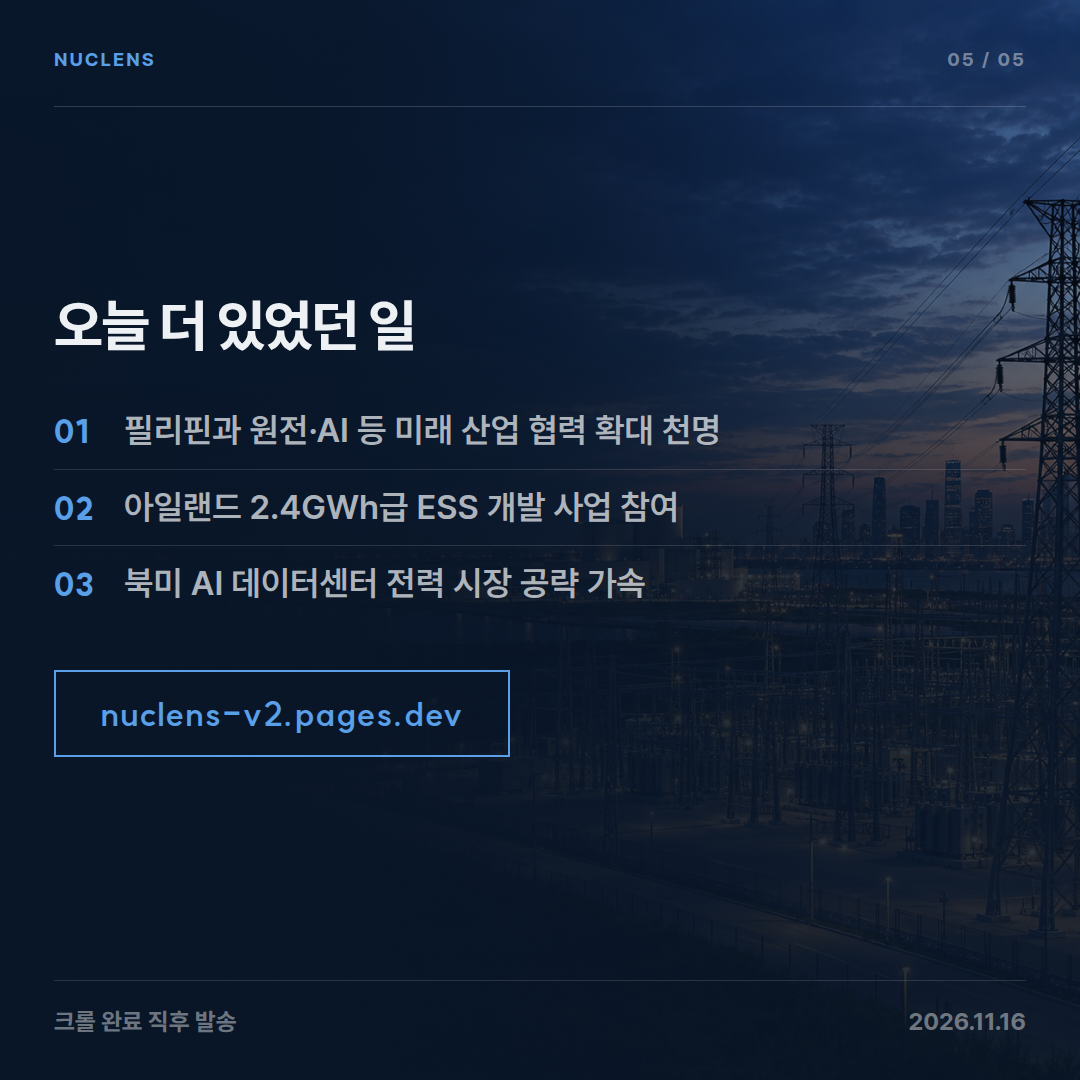 NUCLENS
05 / 05
오늘 더 있었던 일
01 필리핀과 원전·AI 등 미래 산업 협력 확대 천명
02 아일랜드 2.4GWh급 ESS 개발 사업 참여
03 북미 AI 데이터센터 전력 시장 공략 가속
nuclens-v2.pages.dev
크롤 완료 직후 발송
2026.11.16